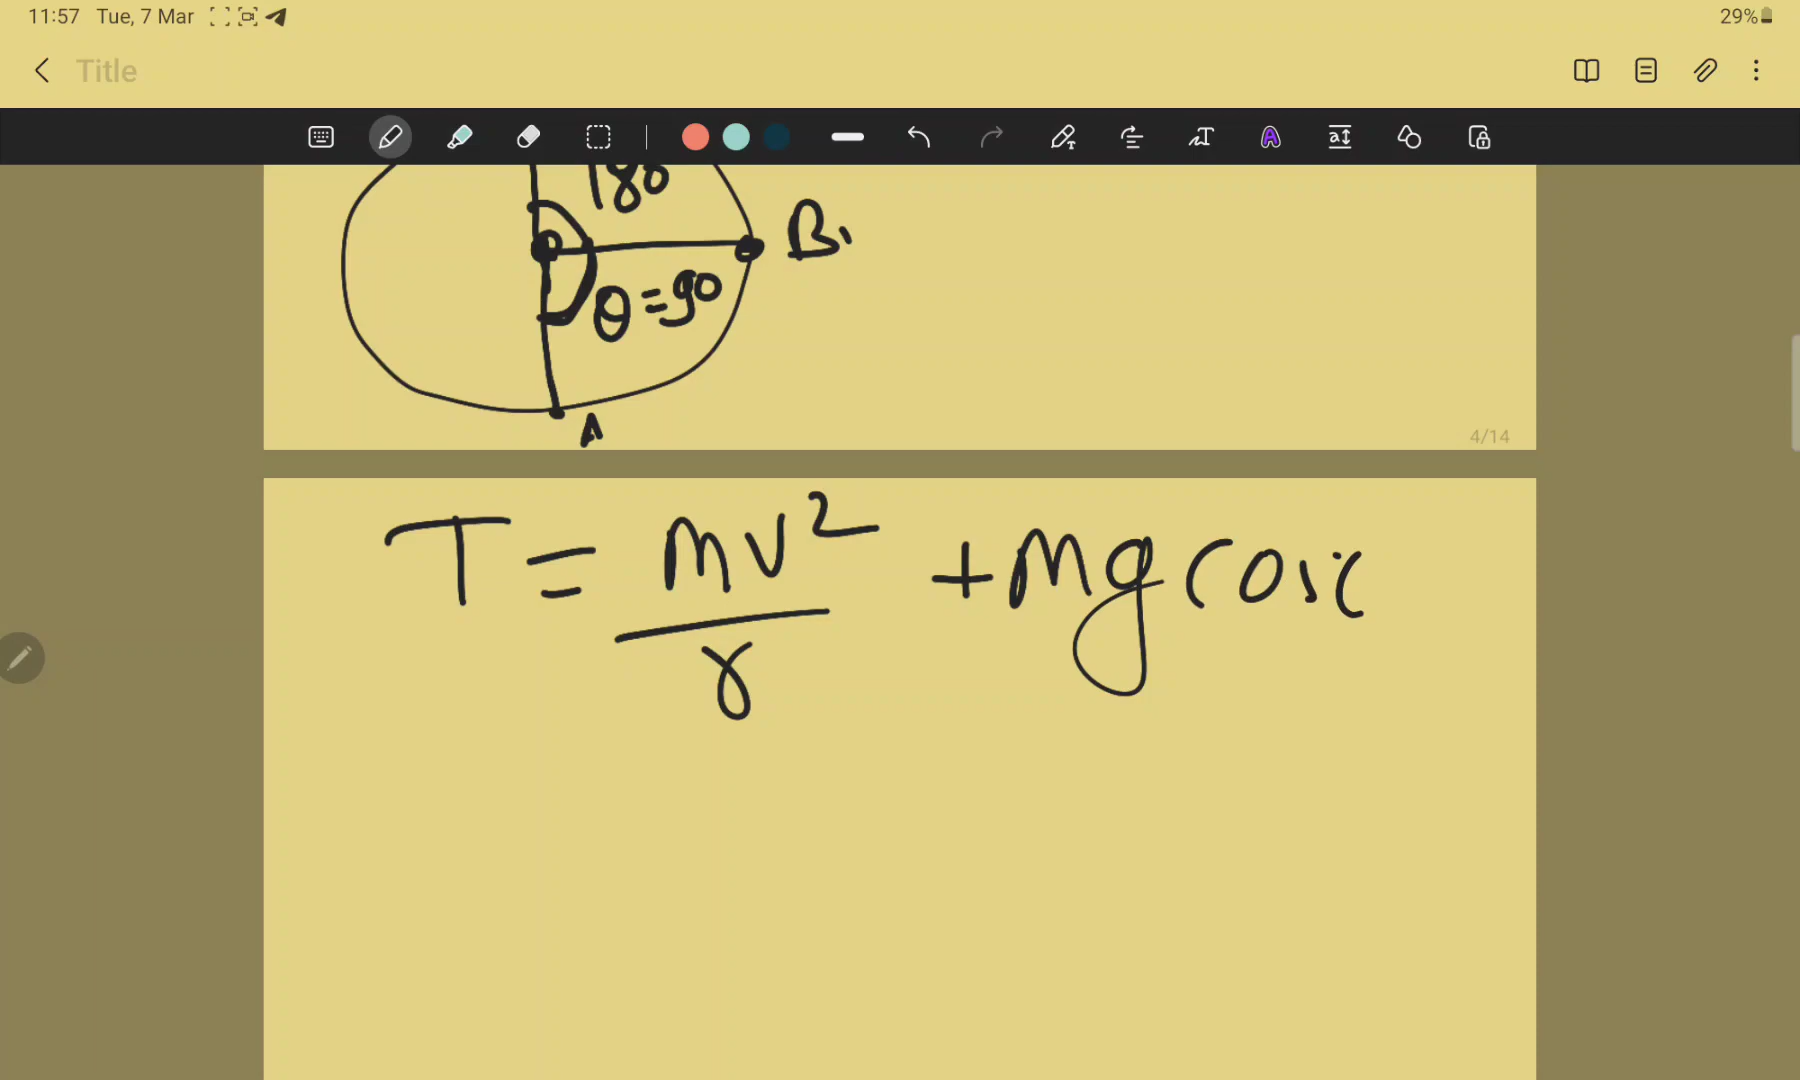 11:57 Tue, 7 Mar 29%
Title
180
B
θ=90
A
4/14
T = mv²/r + mg cos